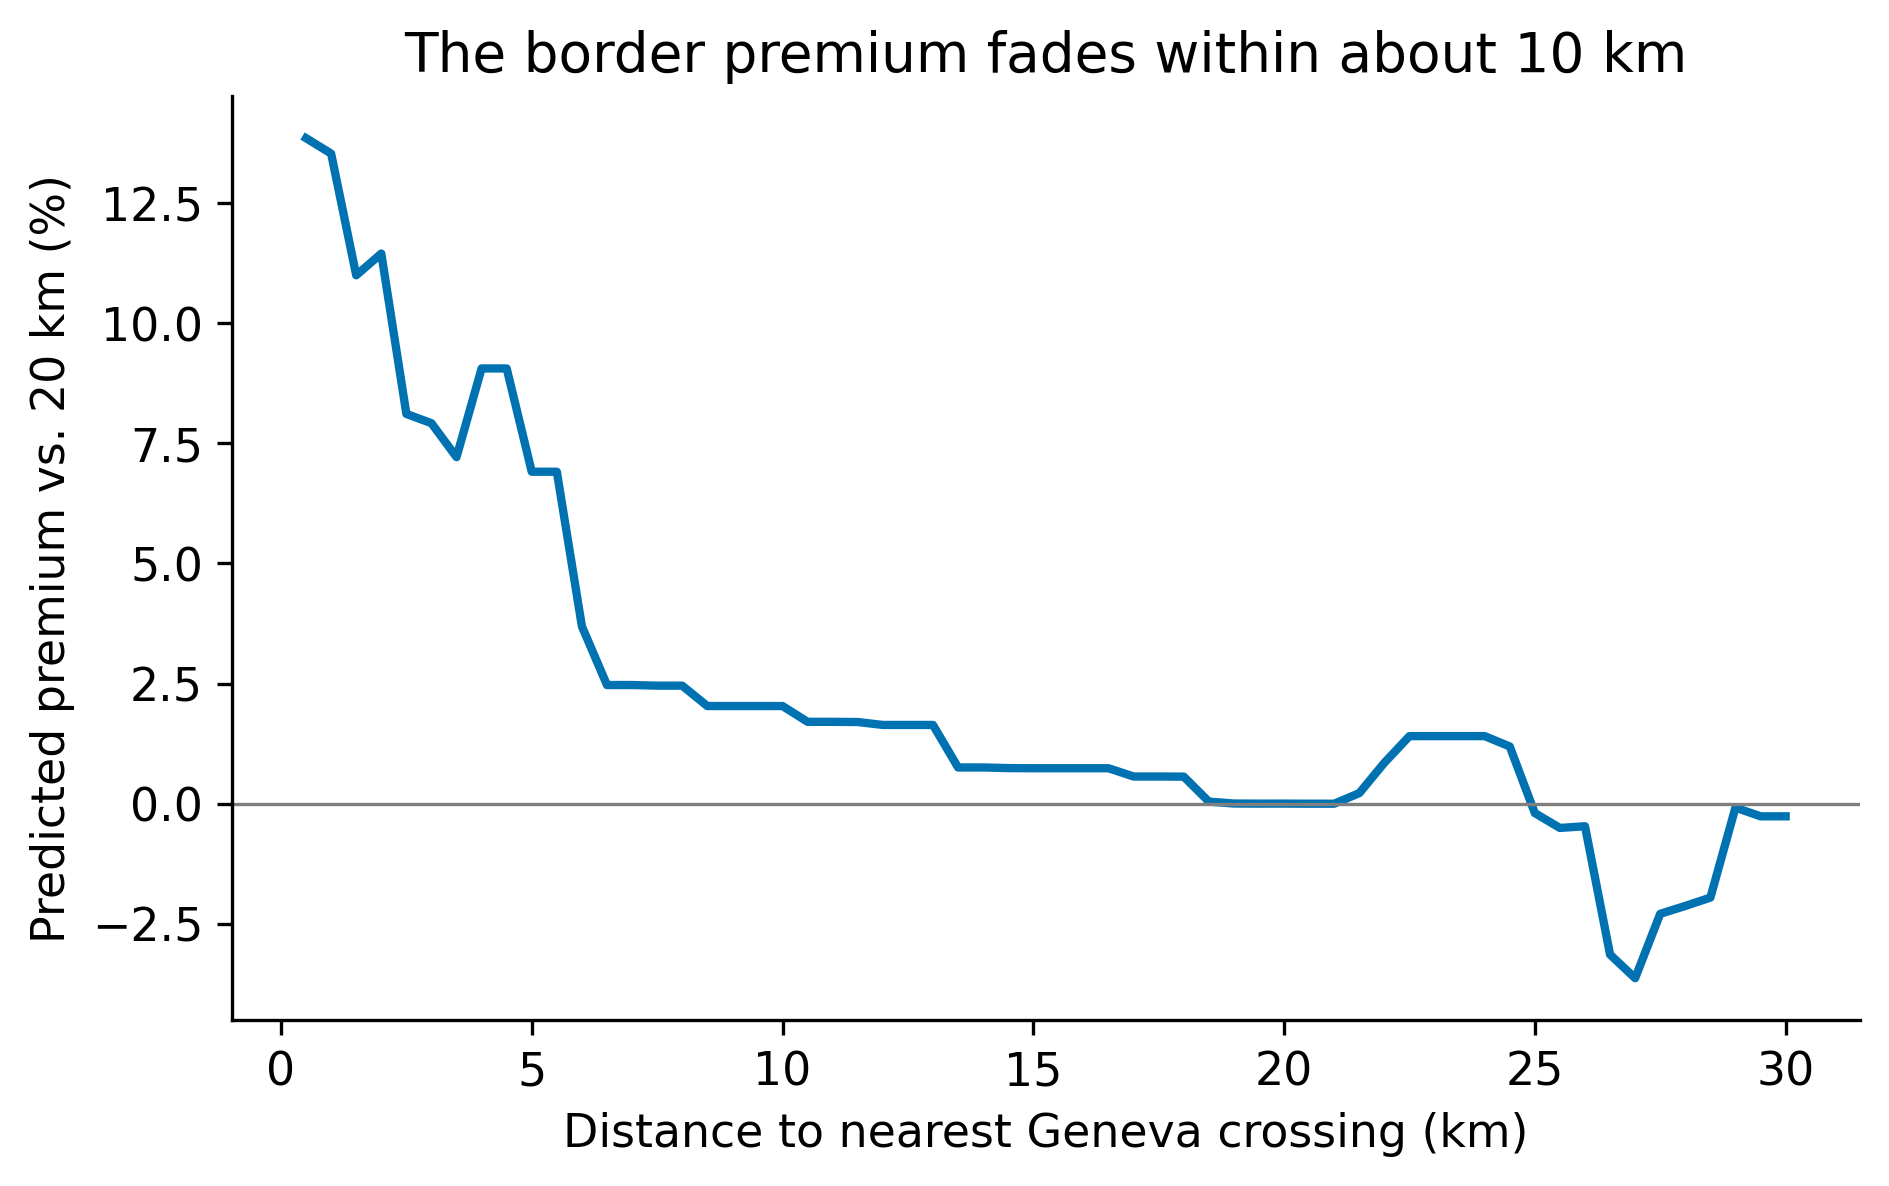 The border premium fades within about 10 km
Predicted premium vs. 20 km (%)
12.5
10.0
7.5
5.0
2.5
0.0
−2.5
0 5 10 15 20 25 30
Distance to nearest Geneva crossing (km)